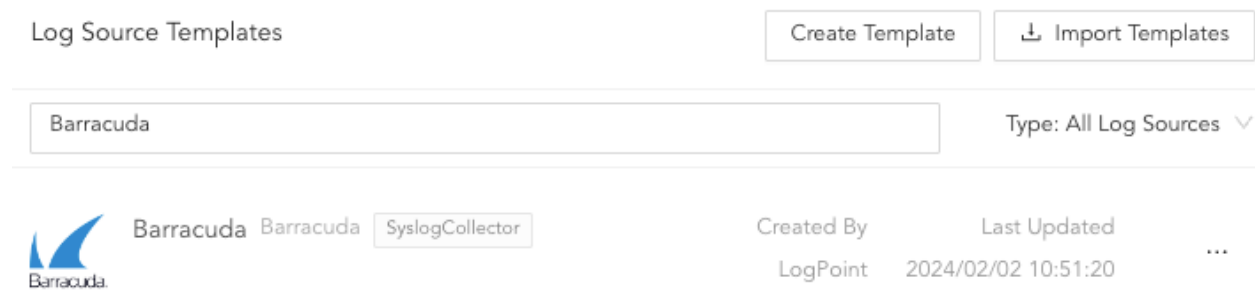 Log Source Templates
Create Template
Import Templates
Barracuda
Type: All Log Sources
Barracuda Barracuda SyslogCollector
Created By
Last Updated
...
LogPoint
2024/02/02 10:51:20
Barracuda.